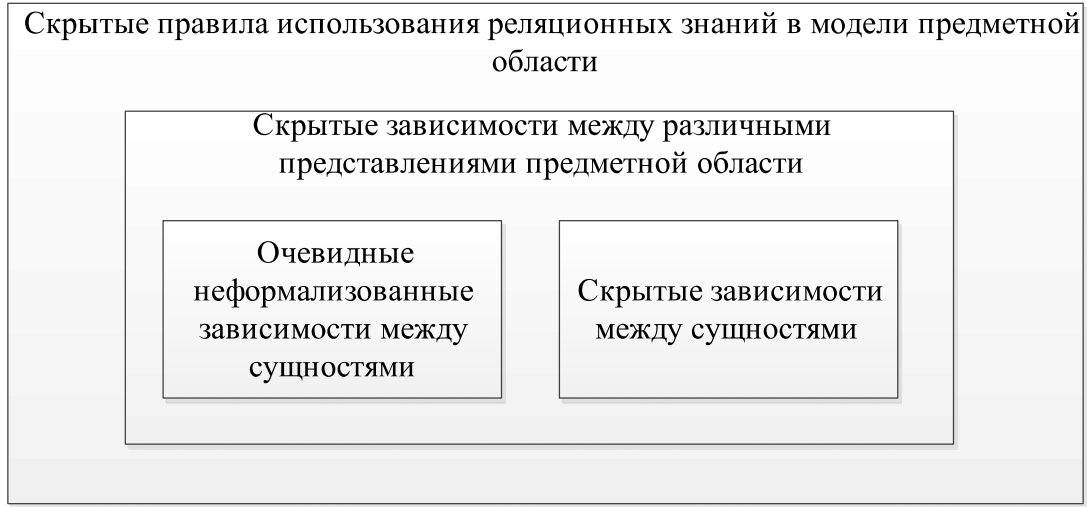 Скрытые правила использования реляционных знаний в модели предметной
области
Скрытые зависимости между различными
представлениями предметной области
Очевидные
неформализованные
зависимости между
сущностями
Скрытые зависимости
между сущностями